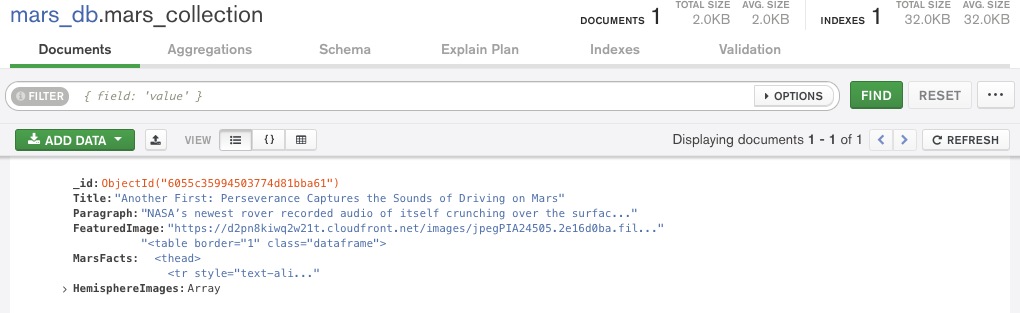 mars_db.mars_collection
DOCUMENTS 1 TOTAL SIZE 2.0KB AVG. SIZE 2.0KB INDEXES 1 TOTAL SIZE 32.0KB AVG. SIZE 32.0KB
Documents Aggregations Schema Explain Plan Indexes Validation
FILTER { field: 'value' } OPTIONS FIND RESET ...
ADD DATA VIEW {} Displaying documents 1 - 1 of 1 < > REFRESH
_id:ObjectId("6055c35994503774d81bba61")
Title:"Another First: Perseverance Captures the Sounds of Driving on Mars"
Paragraph:"NASA’s newest rover recorded audio of itself crunching over the surfac..."
FeaturedImage:"https://d2pn8kiwq2w21t.cloudfront.net/images/jpegPIA24505.2e16d0ba.fil..."
"<table border="1" class="dataframe">
MarsFacts: <thead>
<tr style="text-ali..."
> HemisphereImages:Array